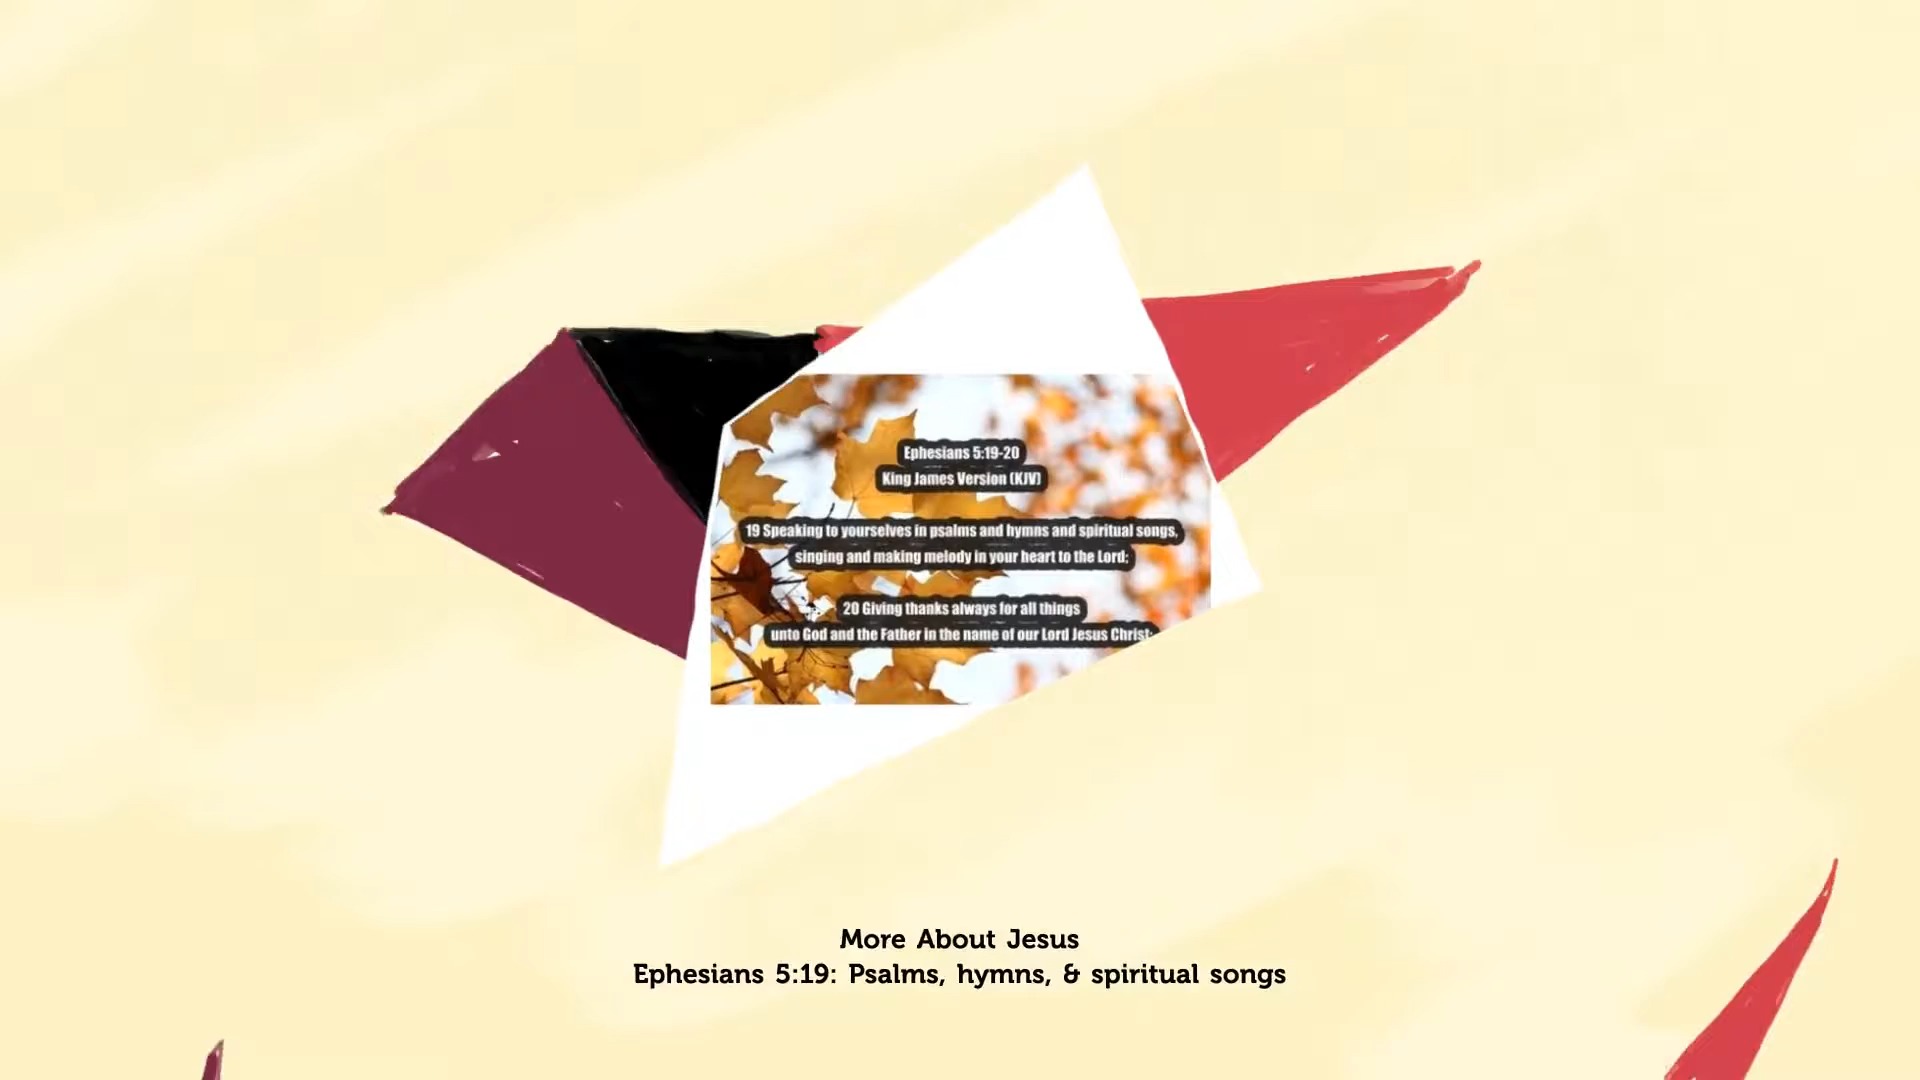 Ephesians 5:19-20
King James Version (KJV)
19 Speaking to yourselves in psalms and hymns and spiritual songs,
singing and making melody in your heart to the Lord;
20 Giving thanks always for all things
unto God and the Father in the name of our Lord Jesus Christ;
More About Jesus
Ephesians 5:19: Psalms, hymns, & spiritual songs